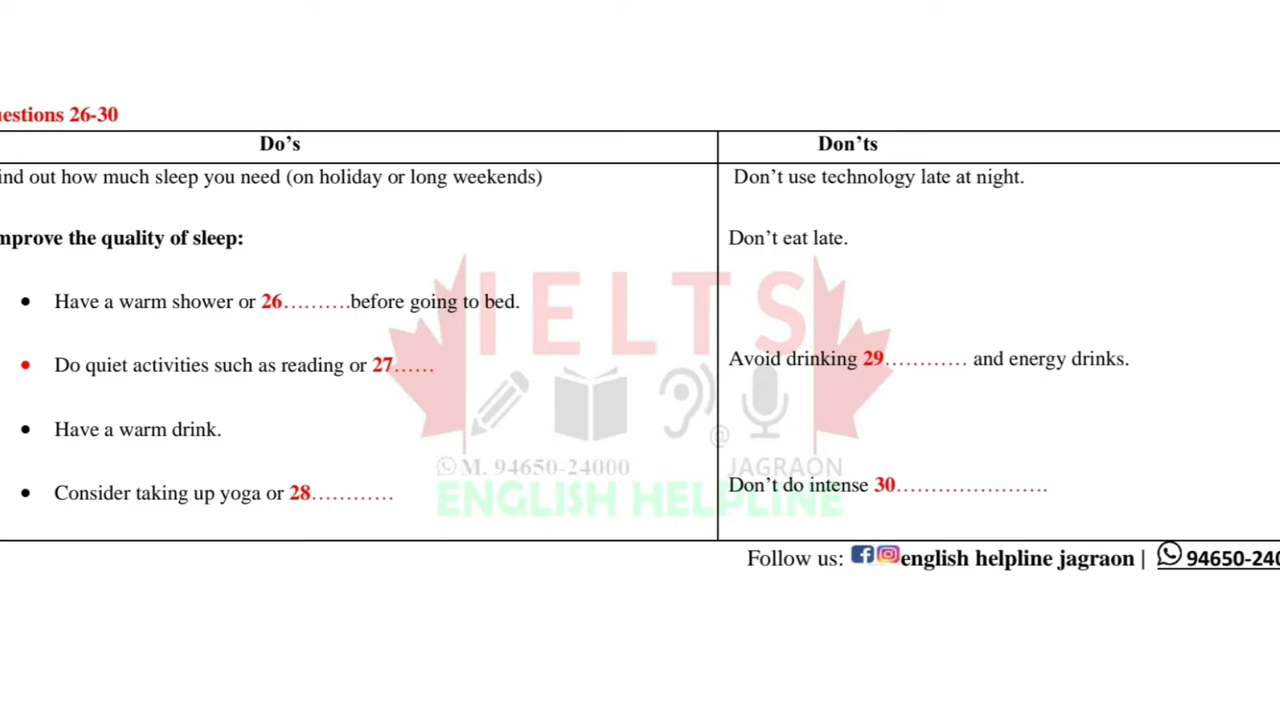 uestions 26-30
Do's
Don'ts
ind out how much sleep you need (on holiday or long weekends)
Don't use technology late at night.
mprove the quality of sleep:
Don't eat late.
• Have a warm shower or 26..........before going to bed.
• Do quiet activities such as reading or 27......
Avoid drinking 29............ and energy drinks.
• Have a warm drink.
• Consider taking up yoga or 28............
Don't do intense 30......................
IELTS
@
M. 94650-24000
JAGRAON
ENGLISH HELPLINE
Follow us: english helpline jagraon | 94650-240